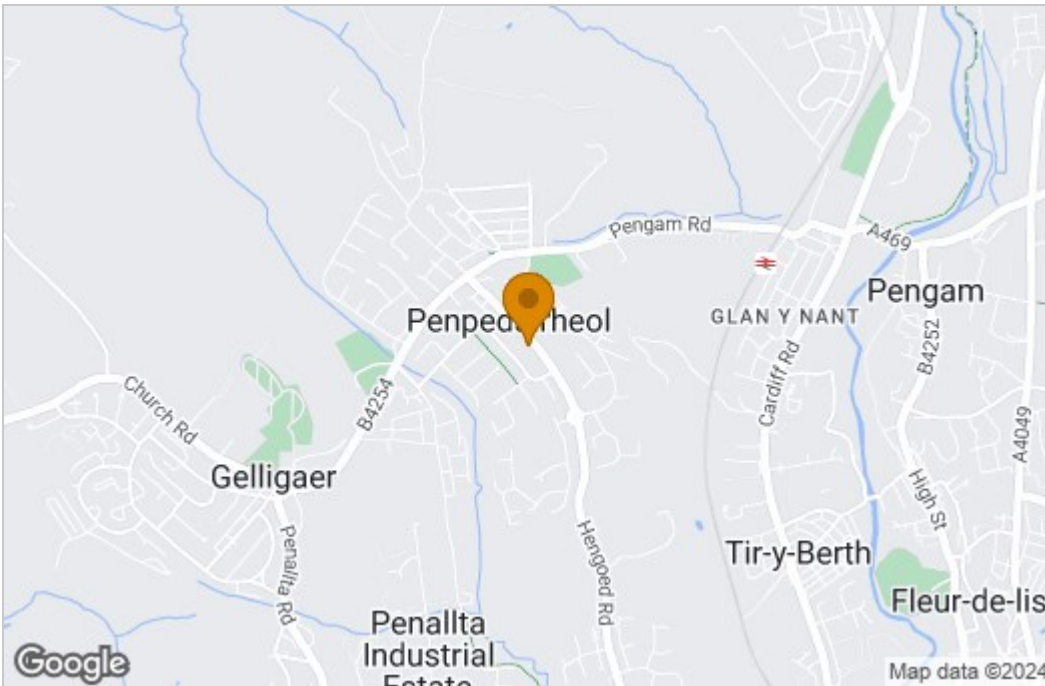 Pengam Rd
A469
Pengam
GLAN Y NANT
B4252
Cardiff Rd
B4254
Church Rd
A4049
Gelligaer
High St
Penallta Rd
Hengoed Rd
Tir-y-Berth
Fleur-de-lis
Penallta
Industrial
Estate
Google
Map data ©2024